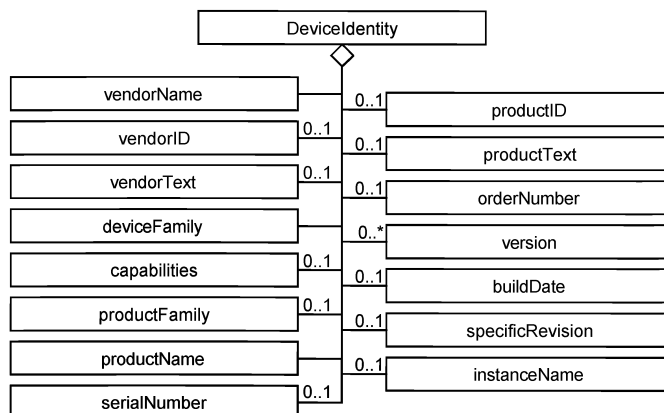 DeviceIdentity
vendorName
0..1
productID
0..1
vendorID
0..1
productText
0..1
vendorText
0..1
orderNumber
deviceFamily
0..*
version
0..1
capabilities
0..1
buildDate
0..1
productFamily
0..1
specificRevision
productName
0..1
instanceName
0..1
serialNumber